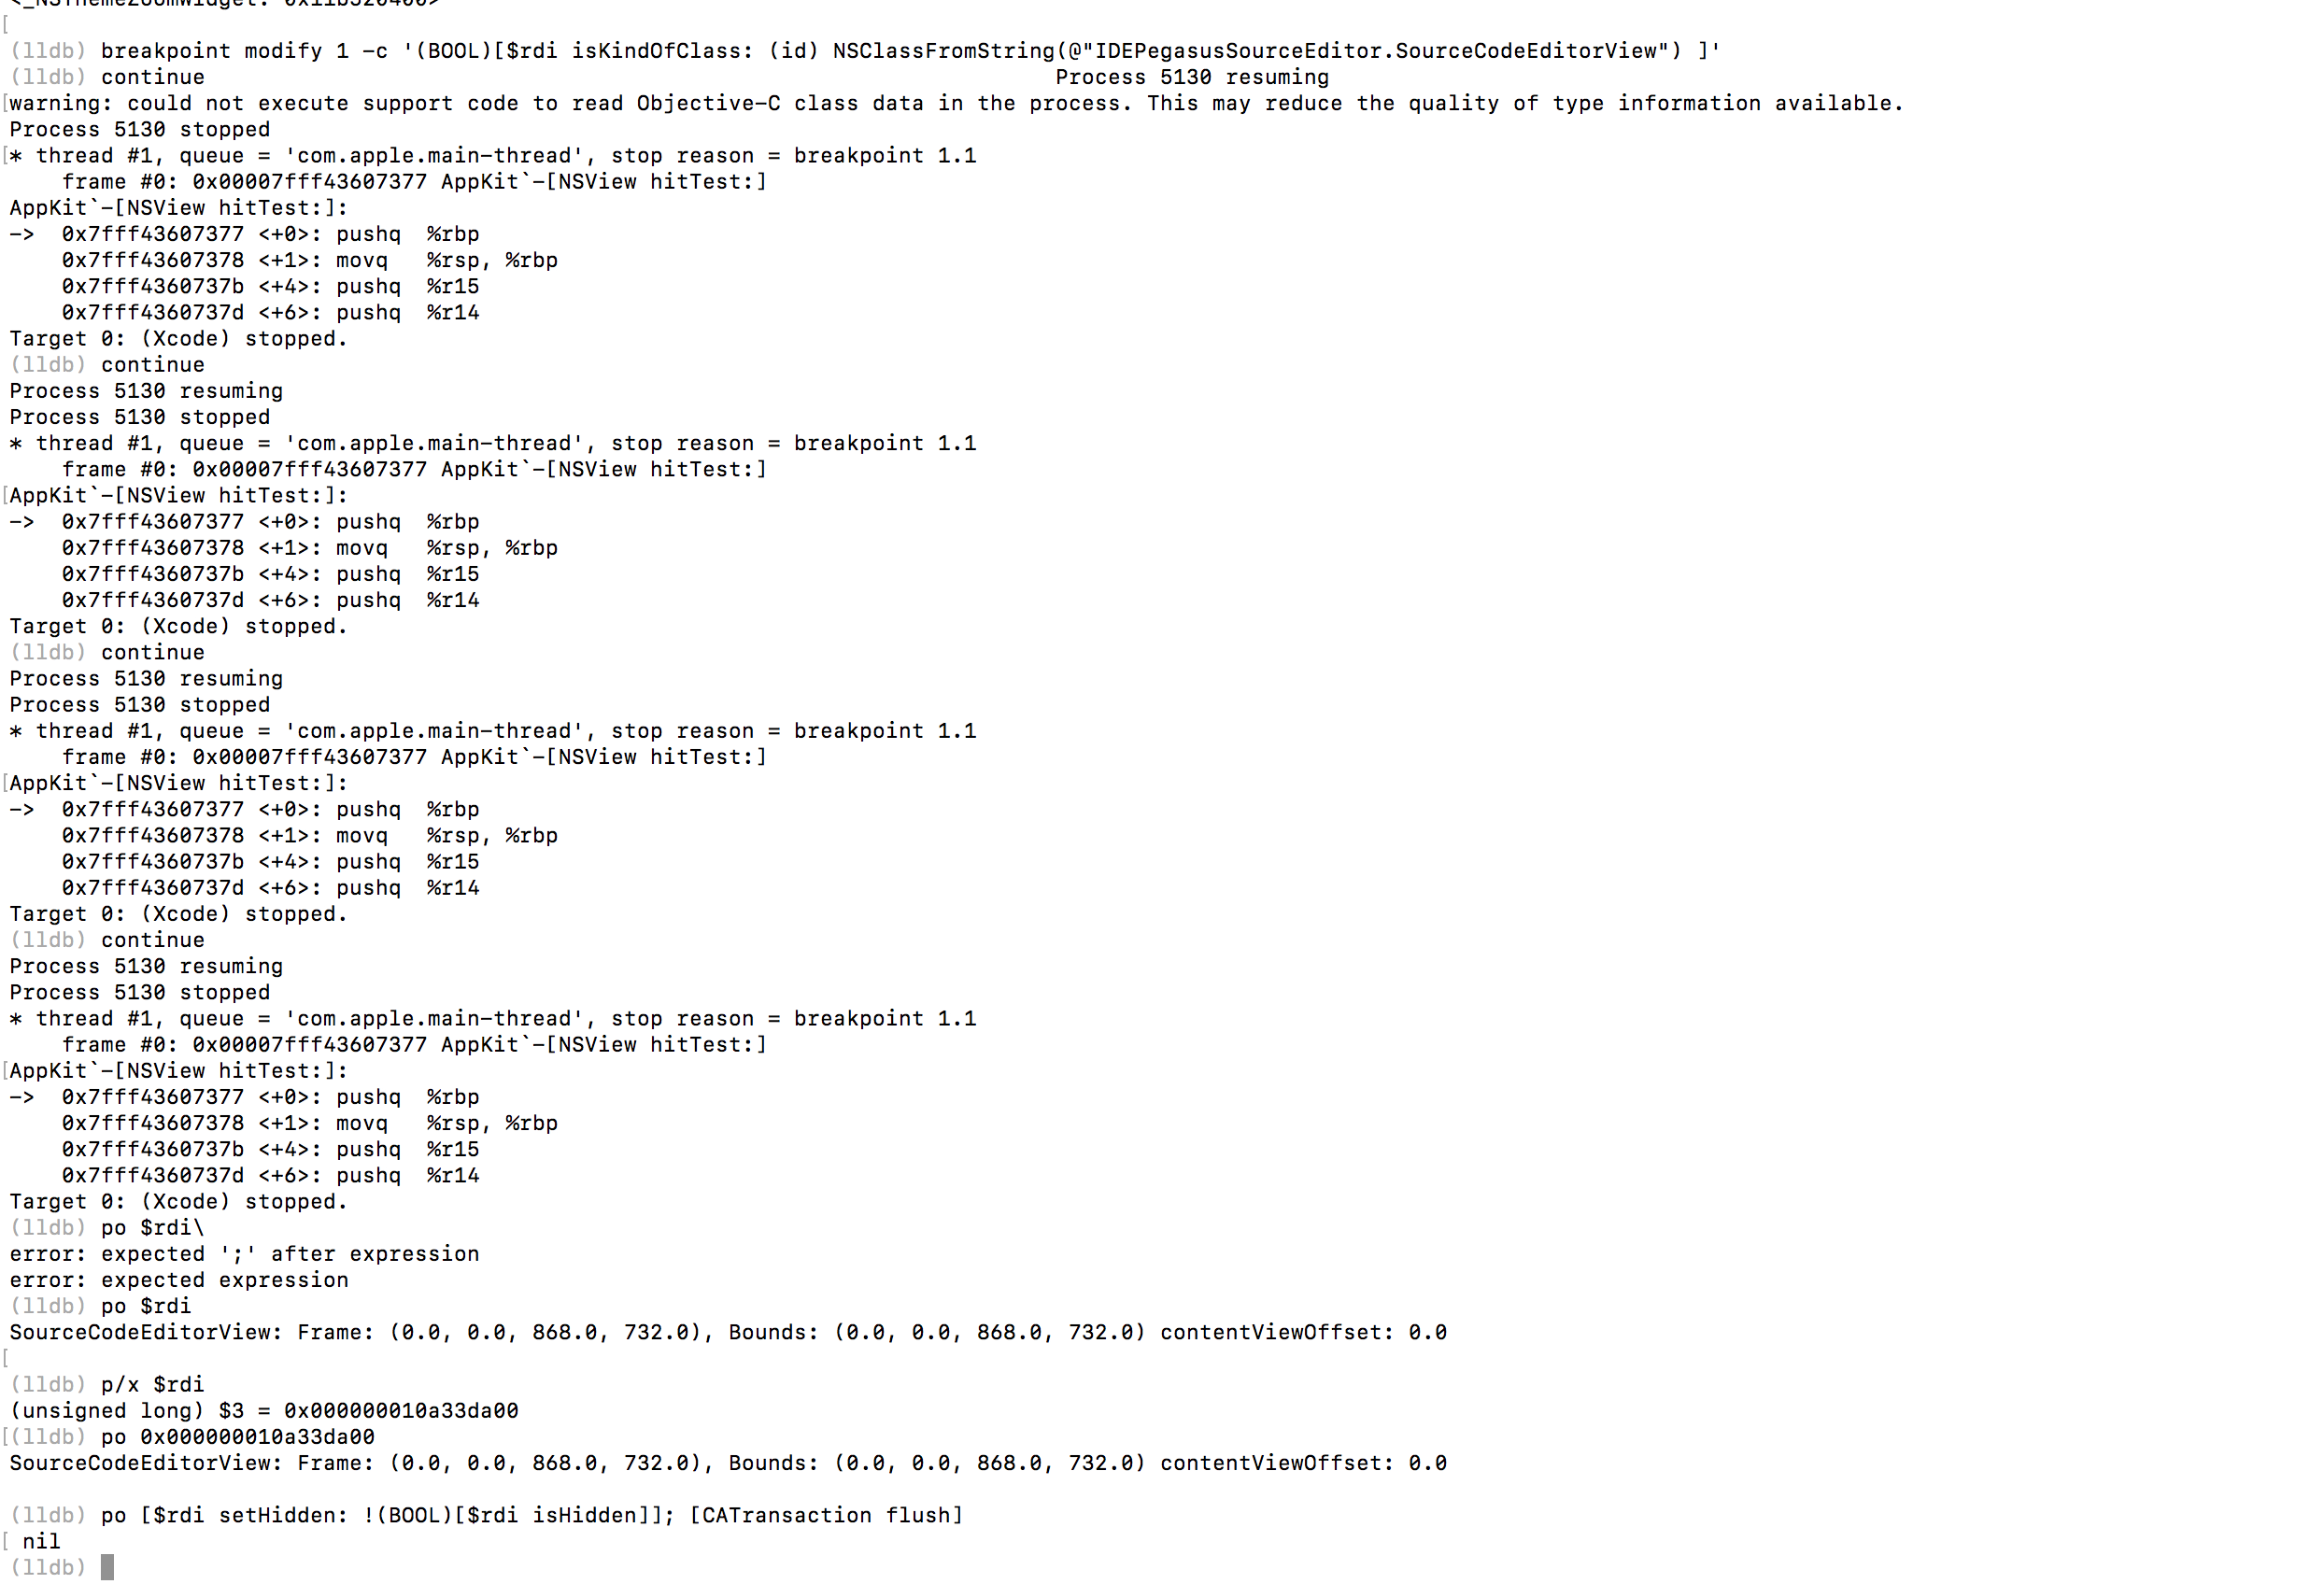 <_NSThemeZoomWidget: 0x11b520400>
[
(lldb) breakpoint modify 1 -c '(BOOL)[$rdi isKindOfClass: (id) NSClassFromString(@"IDEPegasusSourceEditor.SourceCodeEditorView") ]'
(lldb) continue Process 5130 resuming
[warning: could not execute support code to read Objective-C class data in the process. This may reduce the quality of type information available.
Process 5130 stopped
[* thread #1, queue = 'com.apple.main-thread', stop reason = breakpoint 1.1
frame #0: 0x00007fff43607377 AppKit`-[NSView hitTest:]
AppKit`-[NSView hitTest:]:
-> 0x7fff43607377 <+0>: pushq %rbp
0x7fff43607378 <+1>: movq %rsp, %rbp
0x7fff4360737b <+4>: pushq %r15
0x7fff4360737d <+6>: pushq %r14
Target 0: (Xcode) stopped.
(lldb) continue
Process 5130 resuming
Process 5130 stopped
* thread #1, queue = 'com.apple.main-thread', stop reason = breakpoint 1.1
frame #0: 0x00007fff43607377 AppKit`-[NSView hitTest:]
[AppKit`-[NSView hitTest:]:
-> 0x7fff43607377 <+0>: pushq %rbp
0x7fff43607378 <+1>: movq %rsp, %rbp
0x7fff4360737b <+4>: pushq %r15
0x7fff4360737d <+6>: pushq %r14
Target 0: (Xcode) stopped.
(lldb) continue
Process 5130 resuming
Process 5130 stopped
* thread #1, queue = 'com.apple.main-thread', stop reason = breakpoint 1.1
frame #0: 0x00007fff43607377 AppKit`-[NSView hitTest:]
[AppKit`-[NSView hitTest:]:
-> 0x7fff43607377 <+0>: pushq %rbp
0x7fff43607378 <+1>: movq %rsp, %rbp
0x7fff4360737b <+4>: pushq %r15
0x7fff4360737d <+6>: pushq %r14
Target 0: (Xcode) stopped.
(lldb) continue
Process 5130 resuming
Process 5130 stopped
* thread #1, queue = 'com.apple.main-thread', stop reason = breakpoint 1.1
frame #0: 0x00007fff43607377 AppKit`-[NSView hitTest:]
[AppKit`-[NSView hitTest:]:
-> 0x7fff43607377 <+0>: pushq %rbp
0x7fff43607378 <+1>: movq %rsp, %rbp
0x7fff4360737b <+4>: pushq %r15
0x7fff4360737d <+6>: pushq %r14
Target 0: (Xcode) stopped.
(lldb) po $rdi\
error: expected ';' after expression
error: expected expression
(lldb) po $rdi
SourceCodeEditorView: Frame: (0.0, 0.0, 868.0, 732.0), Bounds: (0.0, 0.0, 868.0, 732.0) contentViewOffset: 0.0
[
(lldb) p/x $rdi
(unsigned long) $3 = 0x000000010a33da00
[(lldb) po 0x000000010a33da00
SourceCodeEditorView: Frame: (0.0, 0.0, 868.0, 732.0), Bounds: (0.0, 0.0, 868.0, 732.0) contentViewOffset: 0.0
(lldb) po [$rdi setHidden: !(BOOL)[$rdi isHidden]]; [CATransaction flush]
[ nil
(lldb)